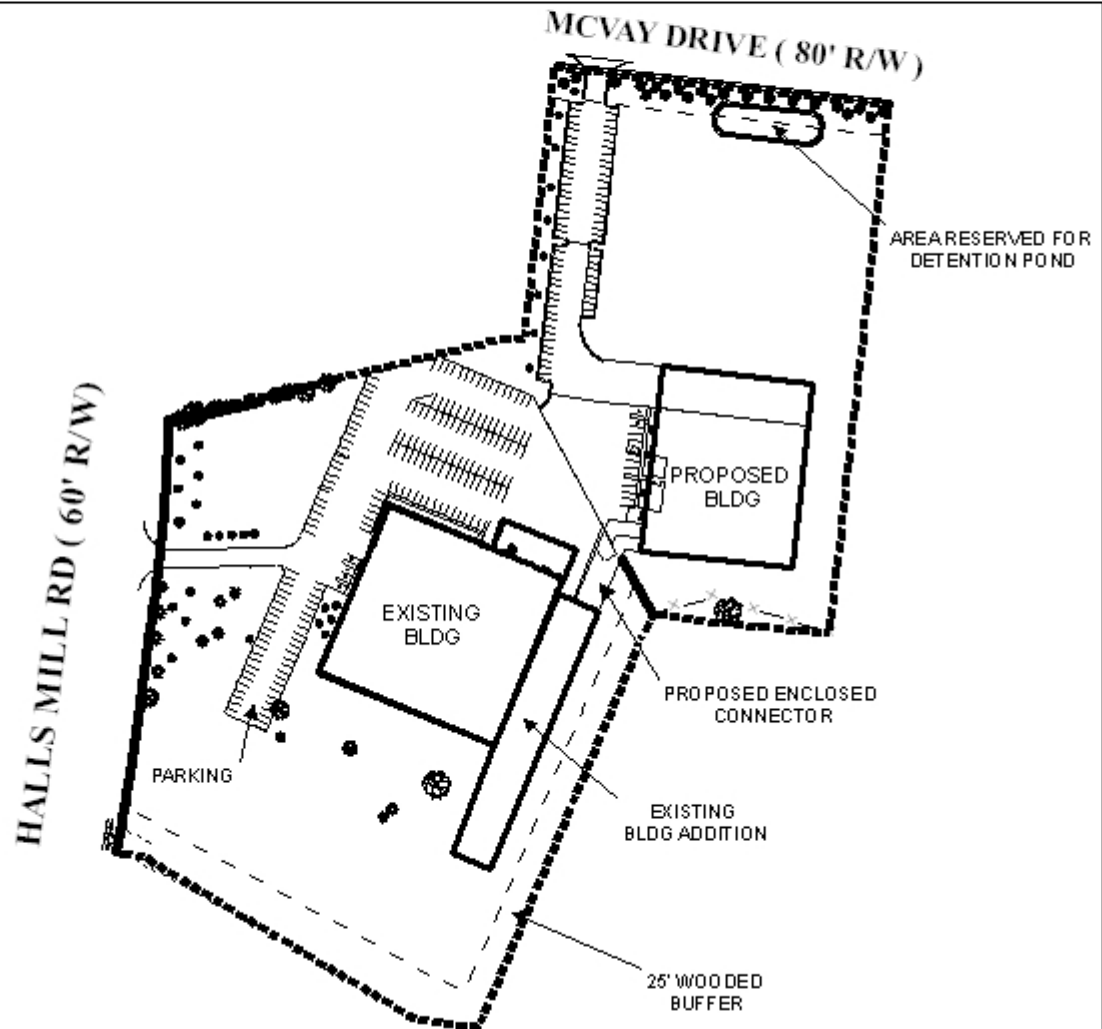 MCVAY DRIVE ( 80' R/W )
AREA RESERVED FOR
DETENTION POND
HALLS MILL RD ( 60' R/W)
PROPOSED
BLDG
EXISTING
BLDG
PROPOSED ENCLOSED
CONNECTOR
PARKING
EXISTING
BLDG ADDITION
25' WOODED
BUFFER